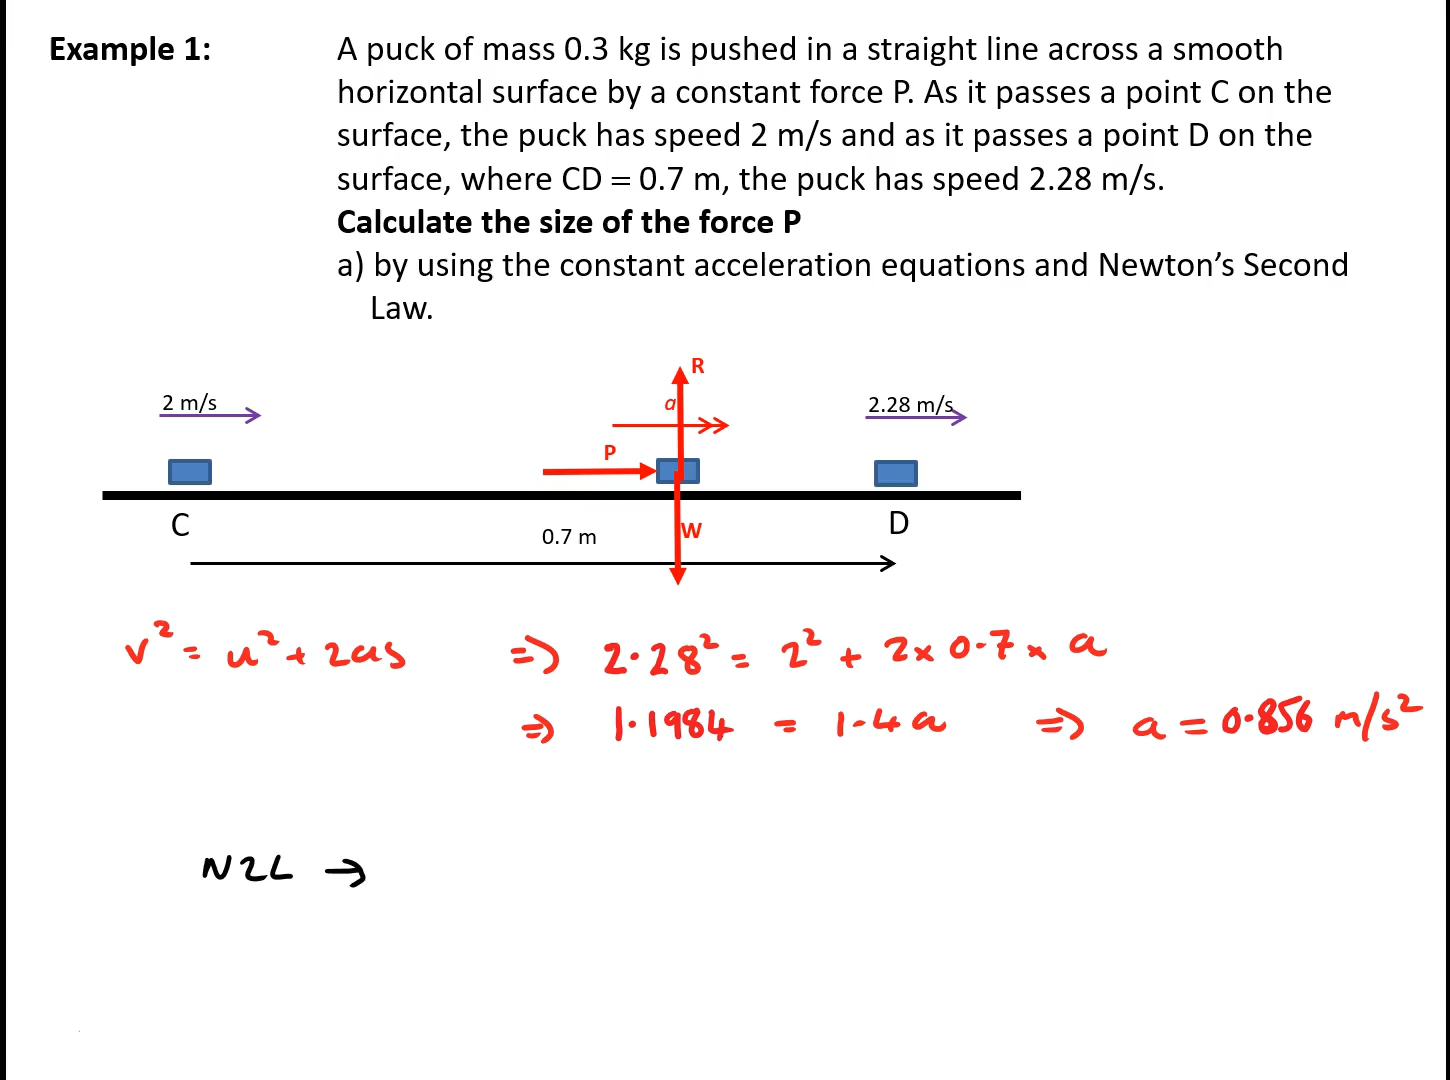 Example 1: A puck of mass 0.3 kg is pushed in a straight line across a smooth
horizontal surface by a constant force P. As it passes a point C on the
surface, the puck has speed 2 m/s and as it passes a point D on the
surface, where CD = 0.7 m, the puck has speed 2.28 m/s.
Calculate the size of the force P
a) by using the constant acceleration equations and Newton’s Second
Law.
R
2 m/s a 2.28 m/s
P
C D
0.7 m W
v² = u² + 2as ⇒ 2.28² = 2² + 2 x 0.7 x a
⇒ 1.1984 = 1.4 a ⇒ a = 0.856 m/s²
N2L →